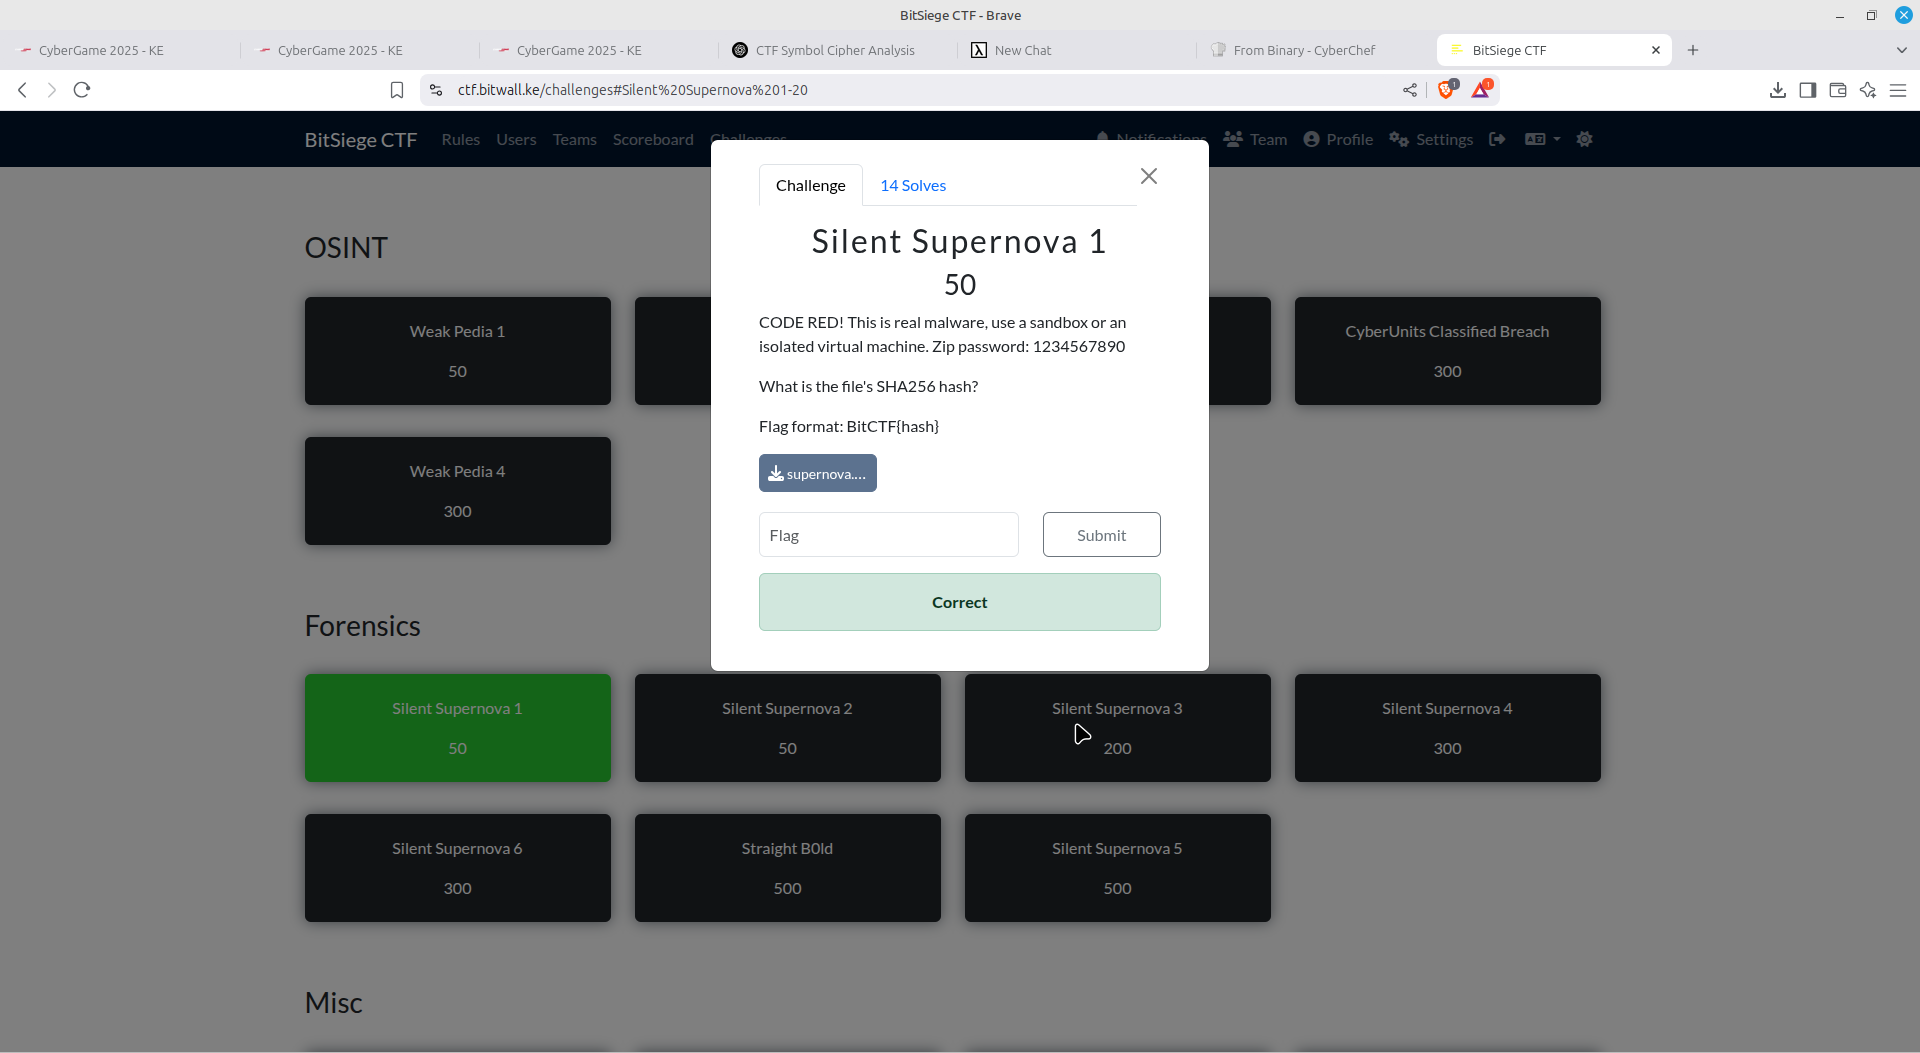 BitSiege CTF - Brave
CyberGame 2025 - KE
CyberGame 2025 - KE
CyberGame 2025 - KE
CTF Symbol Cipher Analysis
New Chat
From Binary - CyberChef
BitSiege CTF
ctf.bitwall.ke/challenges#Silent%20Supernova%201-20
1
1
BitSiege CTF
Rules
Users
Teams
Scoreboard
Challenges
Notifications
Team
Profile
Settings
Challenge
14 Solves
Silent Supernova 1
50
CODE RED! This is real malware, use a sandbox or an
isolated virtual machine. Zip password: 1234567890
What is the file's SHA256 hash?
Flag format: BitCTF{hash}
supernova....
Flag
Submit
Correct
OSINT
Weak Pedia 1
50
CyberUnits Classified Breach
300
Weak Pedia 4
300
Forensics
Silent Supernova 1
50
Silent Supernova 2
50
Silent Supernova 3
200
Silent Supernova 4
300
Silent Supernova 6
300
Straight B0ld
500
Silent Supernova 5
500
Misc